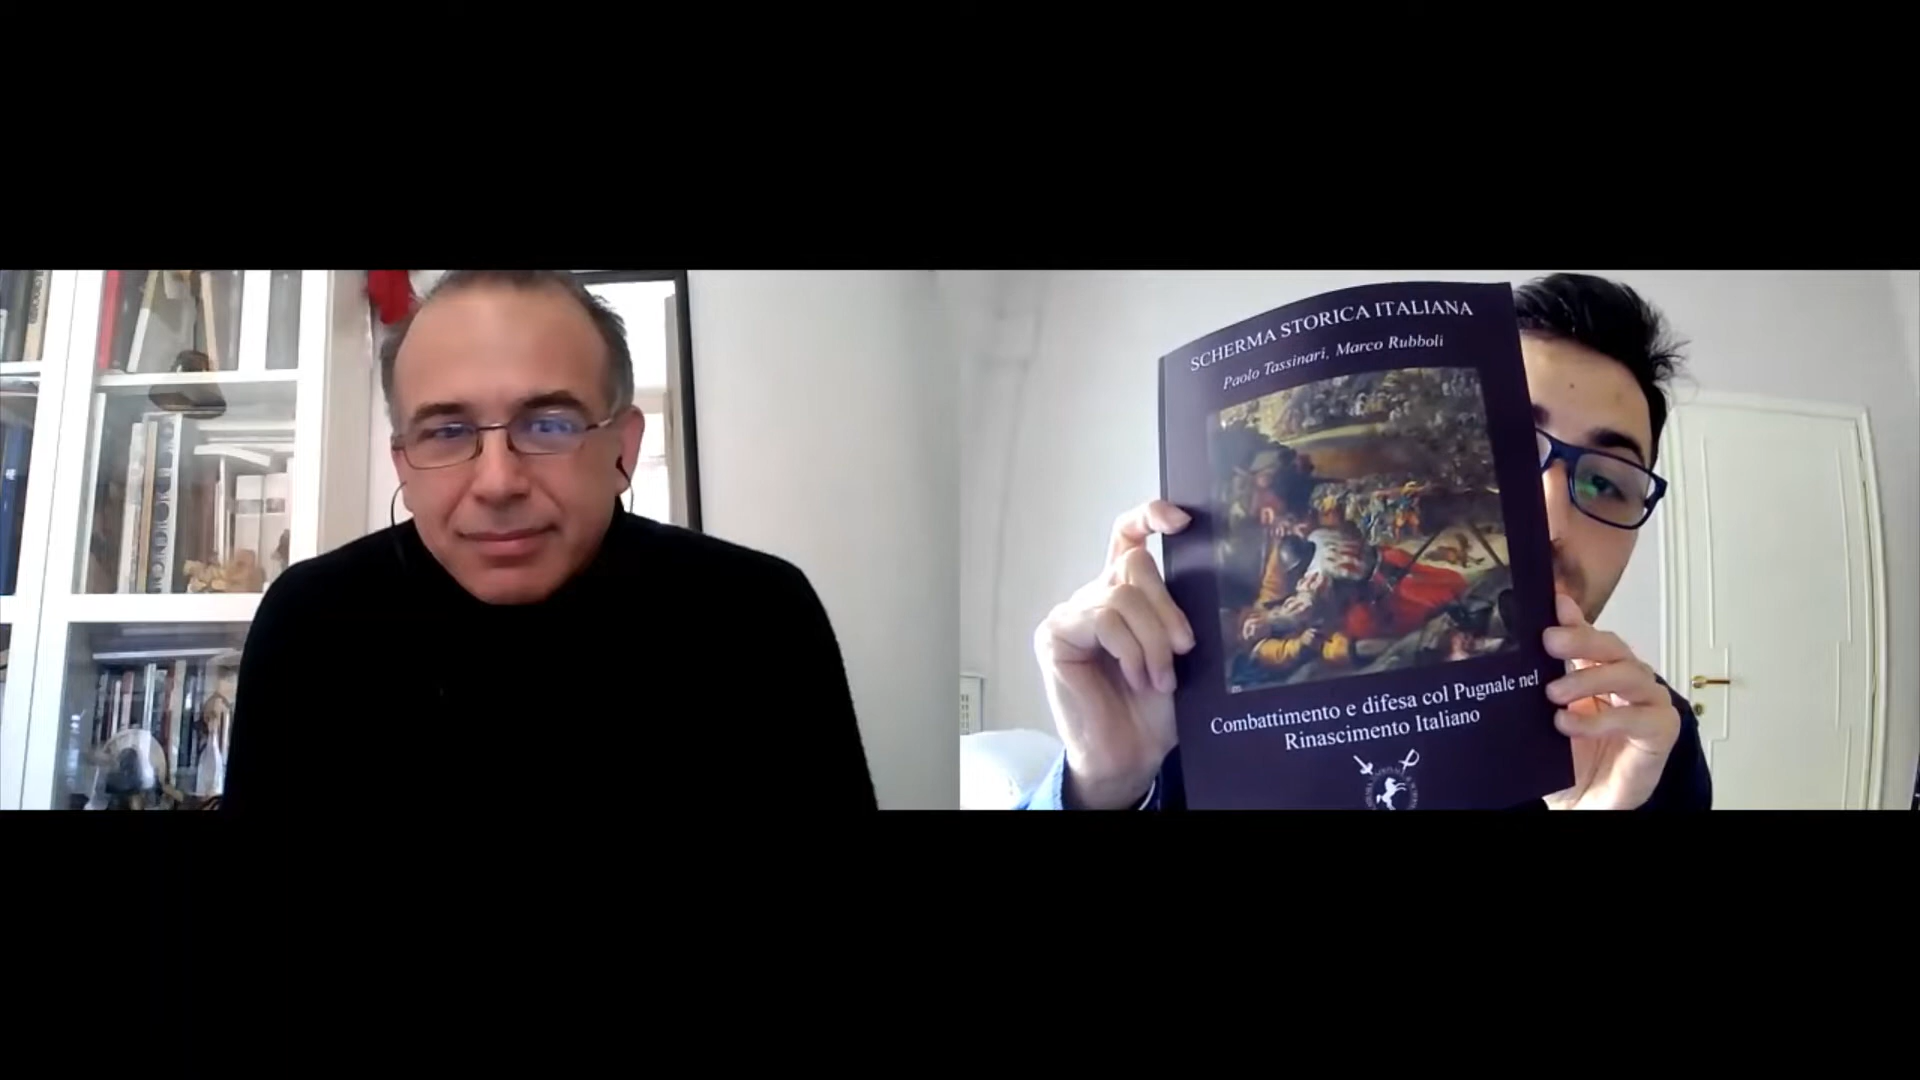 SCHERMA STORICA ITALIANA
Paolo Tassinari, Marco Rubboli
Combattimento e difesa col Pugnale nel
Rinascimento Italiano